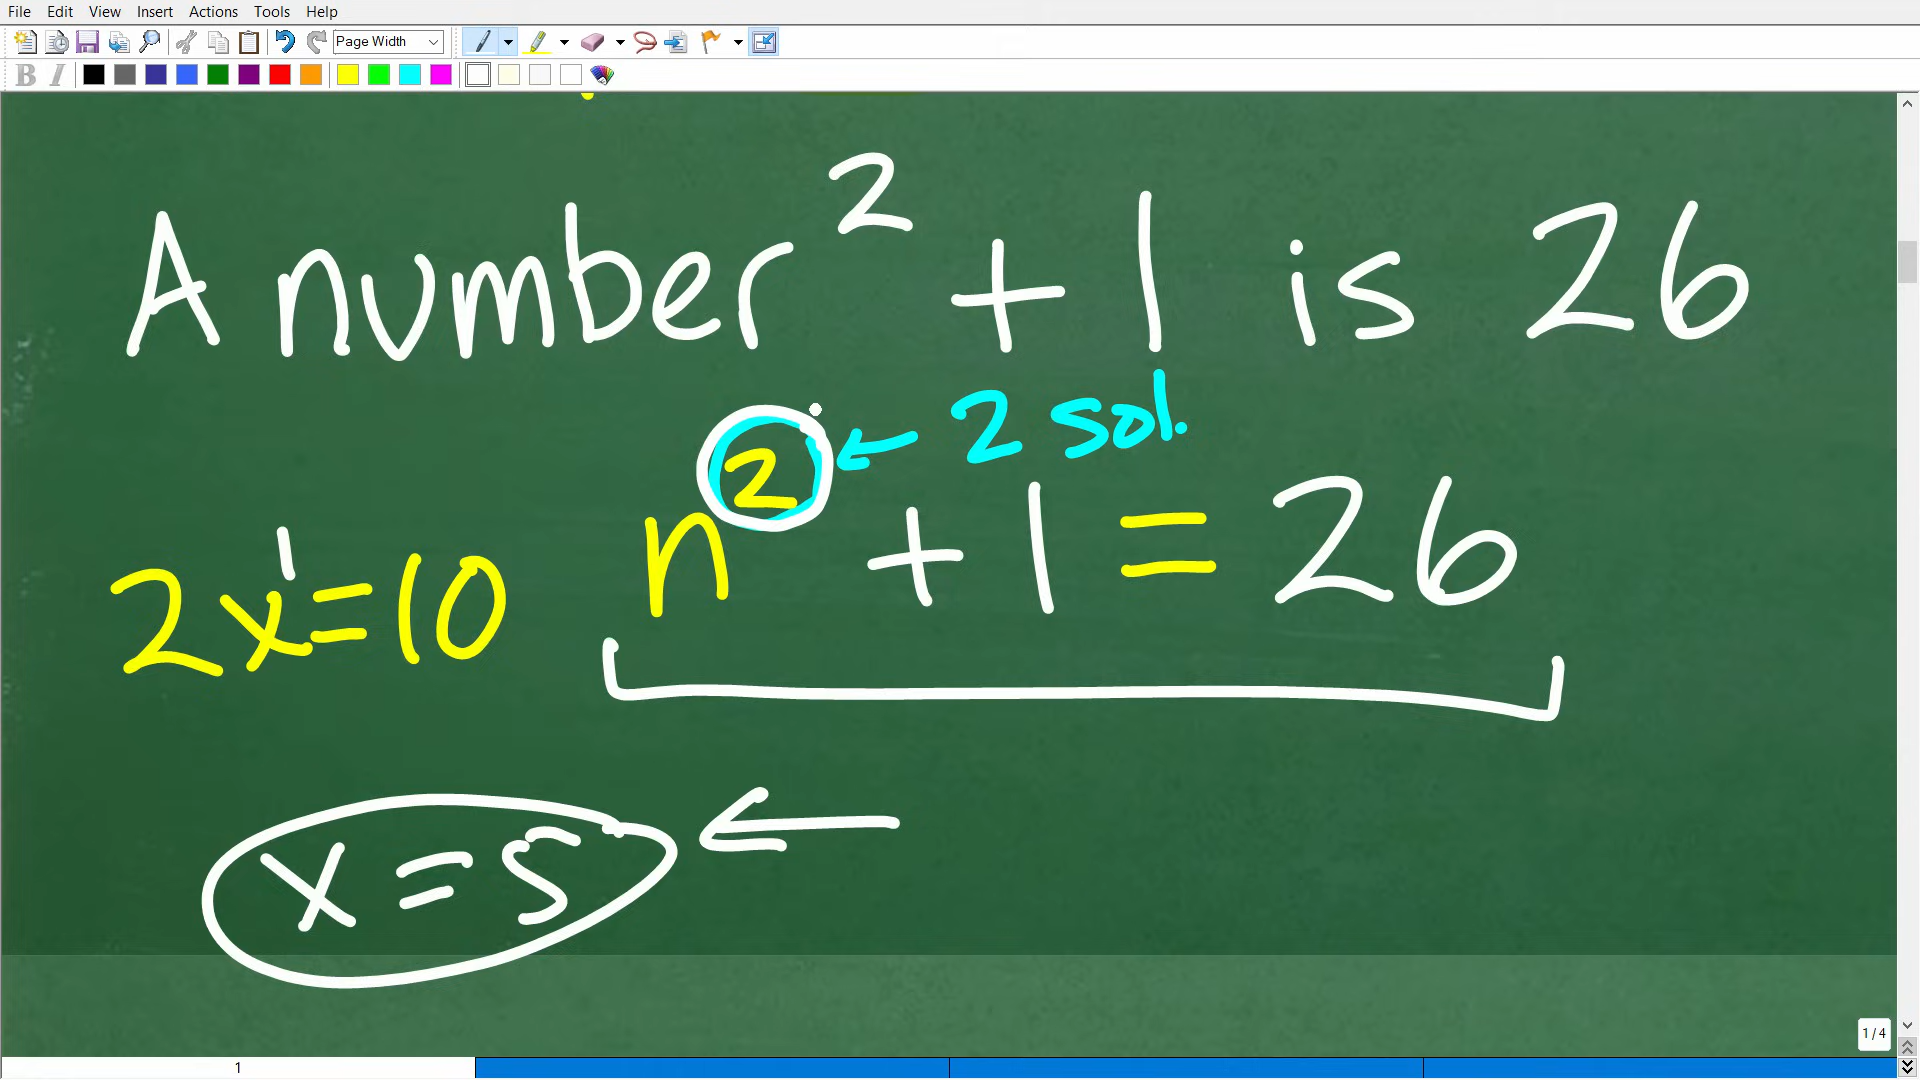 File Edit View Insert Actions Tools Help
Page Width
B I
A number² + 1 is 26
2 sol.
n² + 1 = 26
2x¹ = 10
x = 5
1 / 4
1